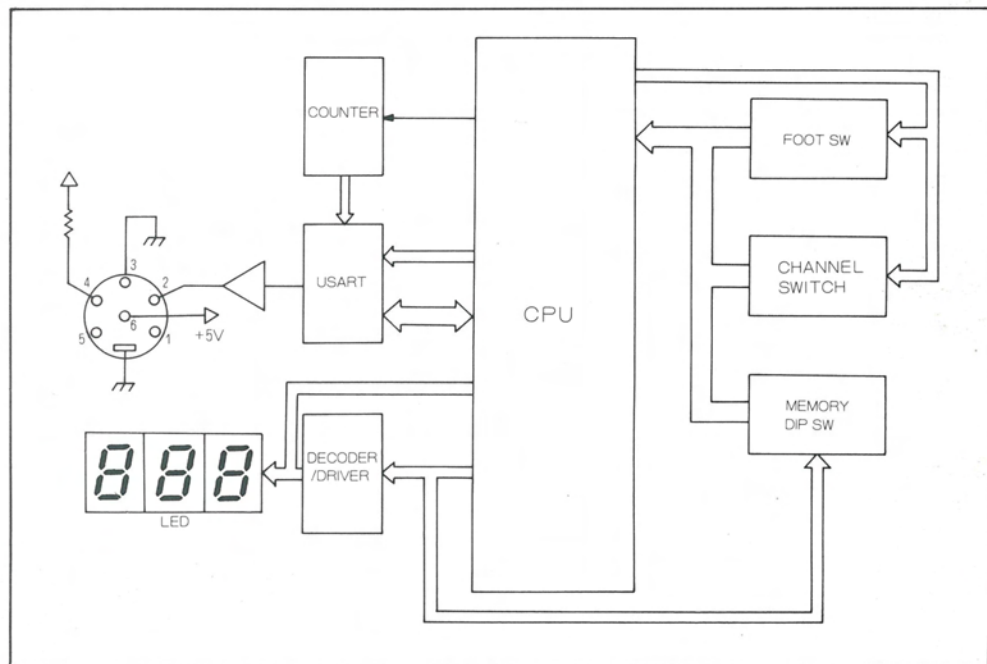 COUNTER
FOOT SW
3
4
2
USART
CHANNEL
SWITCH
CPU
6
5
1
+5V
MEMORY
DIP SW
DECODER
/DRIVER
888
LED